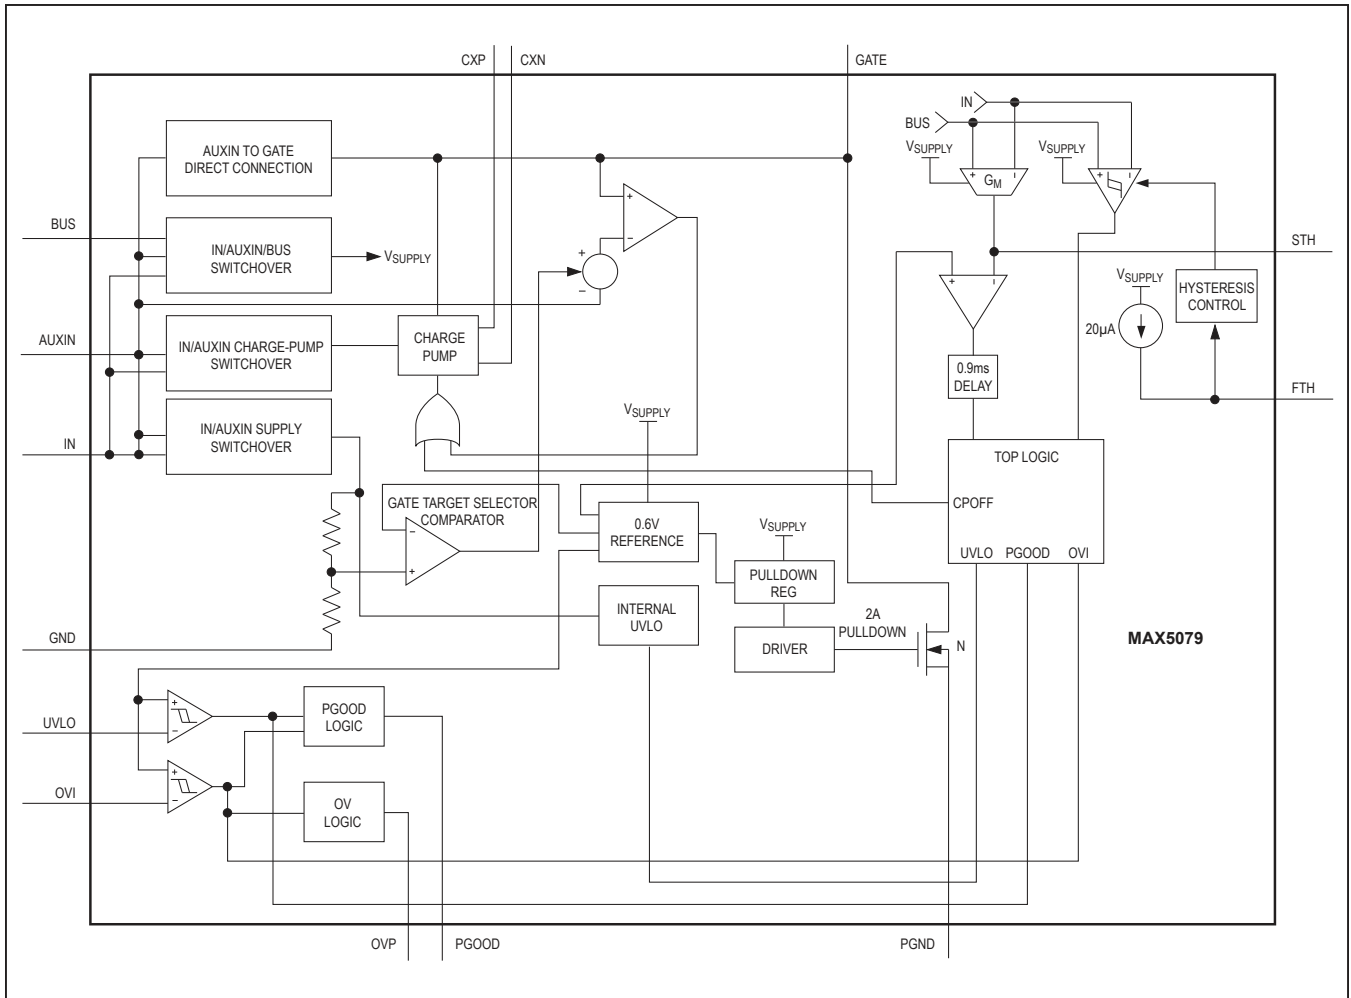 CXP
CXN
GATE
IN
BUS
VSUPPLY
VSUPPLY
+
−
GM
+
−
AUXIN TO GATE
DIRECT CONNECTION
BUS
IN/AUXIN/BUS
SWITCHOVER
VSUPPLY
+
−
+
−
STH
+
−
VSUPPLY
HYSTERESIS
CONTROL
20µA
AUXIN
IN/AUXIN CHARGE-PUMP
SWITCHOVER
CHARGE
PUMP
0.9ms
DELAY
FTH
IN
IN/AUXIN SUPPLY
SWITCHOVER
VSUPPLY
TOP LOGIC
CPOFF
UVLO
PGOOD
OVI
GATE TARGET SELECTOR
COMPARATOR
−
+
0.6V
REFERENCE
VSUPPLY
PULLDOWN
REG
INTERNAL
UVLO
2A
PULLDOWN
DRIVER
N
MAX5079
GND
UVLO
+
−
PGOOD
LOGIC
OVI
+
−
OV
LOGIC
OVP
PGOOD
PGND